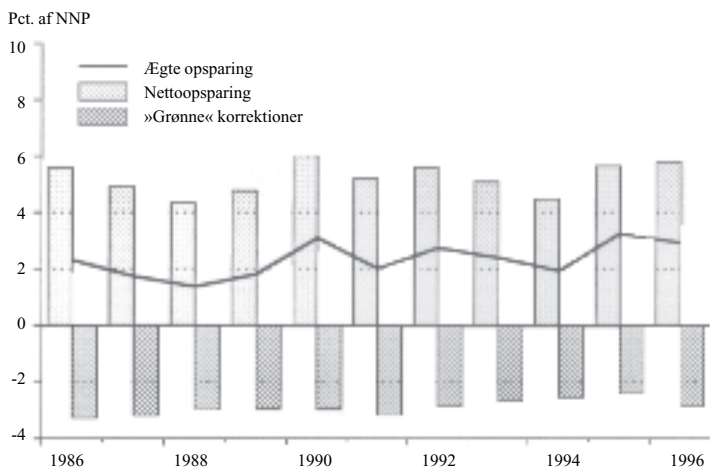 Pct. af NNP
10
8
6
4
2
0
-2
-4
Ægte opsparing
Nettoopsparing
»Grønne« korrektioner
1986 1988 1990 1992 1994 1996